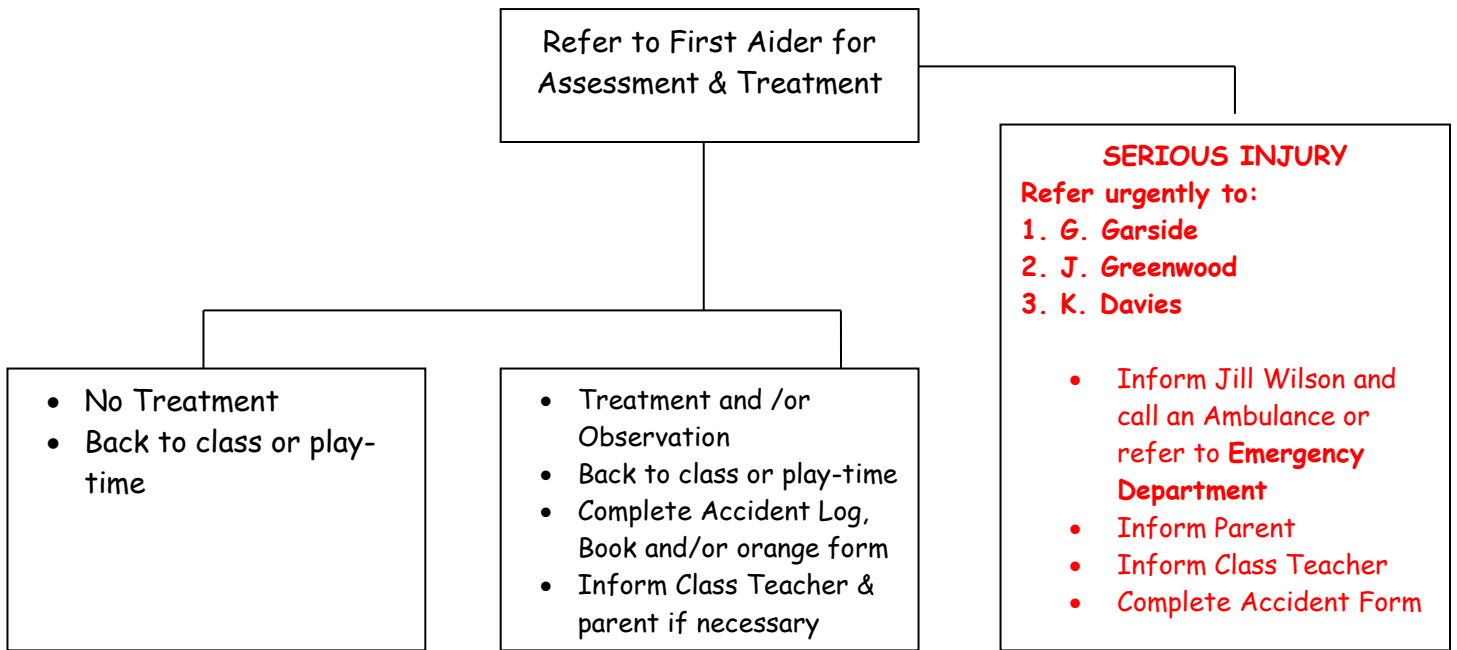 Refer to First Aider for
Assessment & Treatment
SERIOUS INJURY
Refer urgently to:
1. G. Garside
2. J. Greenwood
3. K. Davies
• Inform Jill Wilson and
call an Ambulance or
refer to Emergency
Department
• Inform Parent
• Inform Class Teacher
• Complete Accident Form
• No Treatment
• Back to class or play-
time
• Treatment and /or
Observation
• Back to class or play-time
• Complete Accident Log,
Book and/or orange form
• Inform Class Teacher &
parent if necessary